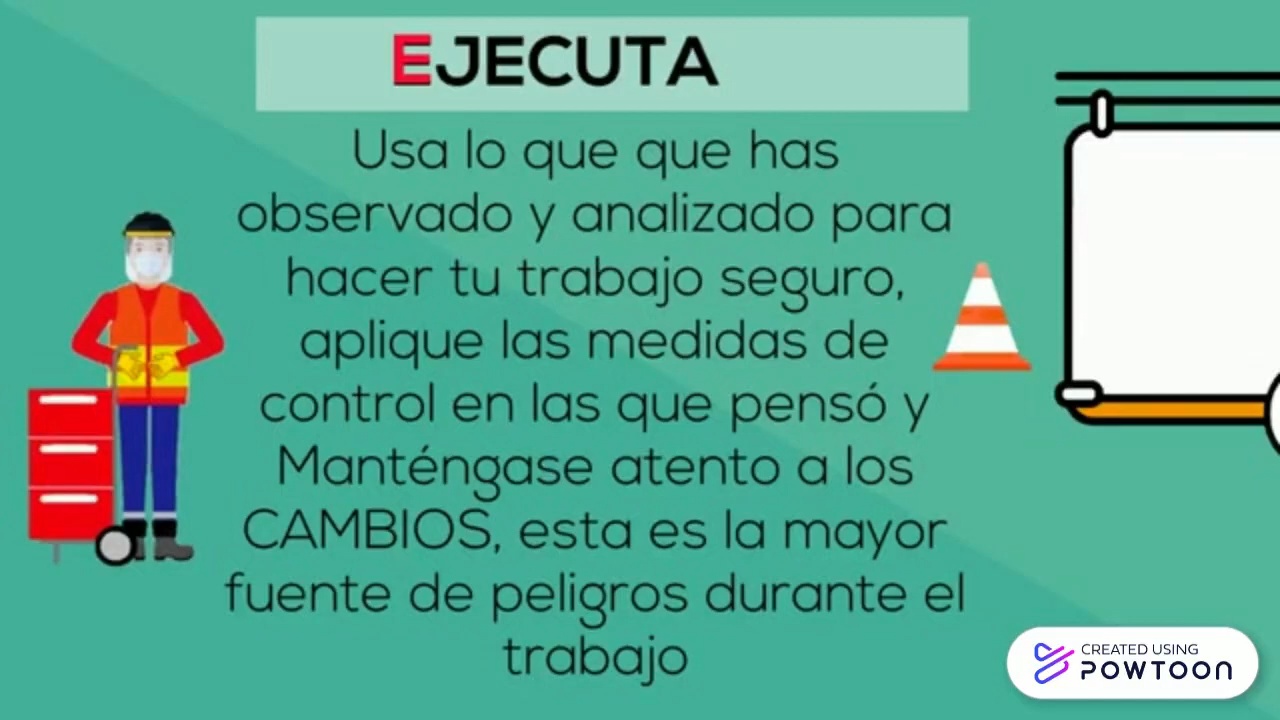 EJECUTA
Usa lo que que has
observado y analizado para
hacer tu trabajo seguro,
aplique las medidas de
control en las que pensó y
Manténgase atento a los
CAMBIOS, esta es la mayor
fuente de peligros durante el
trabajo
CREATED USING
POWTOON